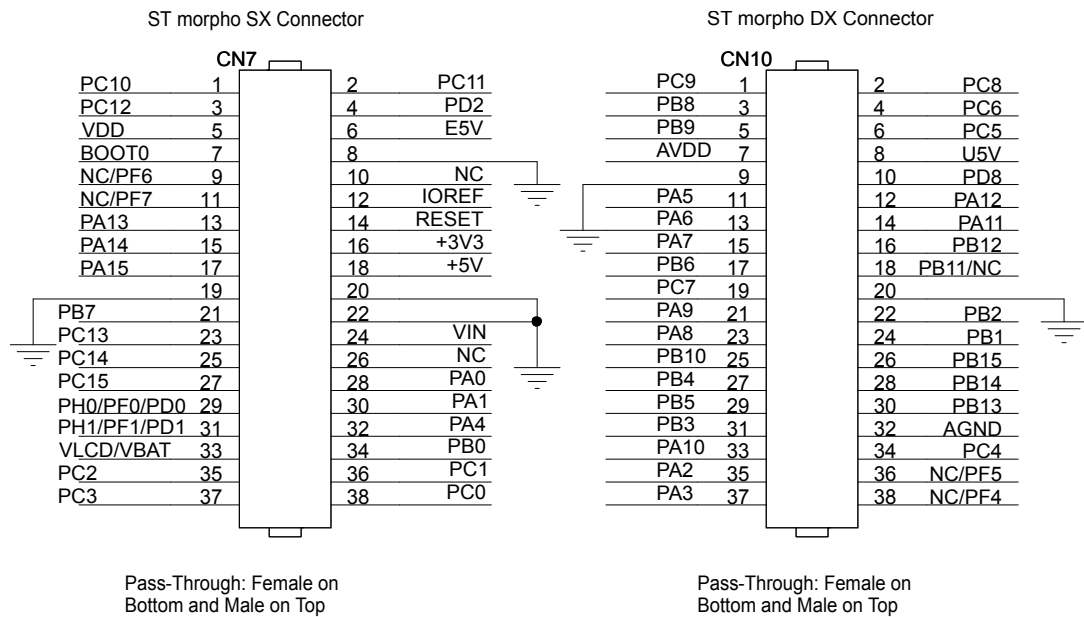 ST morpho SX Connector
CN7
PC10 1 2 PC11
PC12 3 4 PD2
VDD 5 6 E5V
BOOT0 7 8
NC/PF6 9 10 NC
NC/PF7 11 12 IOREF
PA13 13 14 RESET
PA14 15 16 +3V3
PA15 17 18 +5V
19 20
PB7 21 22
PC13 23 24 VIN
PC14 25 26 NC
PC15 27 28 PA0
PH0/PF0/PD0 29 30 PA1
PH1/PF1/PD1 31 32 PA4
VLCD/VBAT 33 34 PB0
PC2 35 36 PC1
PC3 37 38 PC0
Pass-Through: Female on
Bottom and Male on Top
ST morpho DX Connector
CN10
PC9 1 2 PC8
PB8 3 4 PC6
PB9 5 6 PC5
AVDD 7 8 U5V
9 10 PD8
PA5 11 12 PA12
PA6 13 14 PA11
PA7 15 16 PB12
PB6 17 18 PB11/NC
PC7 19 20
PA9 21 22 PB2
PA8 23 24 PB1
PB10 25 26 PB15
PB4 27 28 PB14
PB5 29 30 PB13
PB3 31 32 AGND
PA10 33 34 PC4
PA2 35 36 NC/PF5
PA3 37 38 NC/PF4
Pass-Through: Female on
Bottom and Male on Top